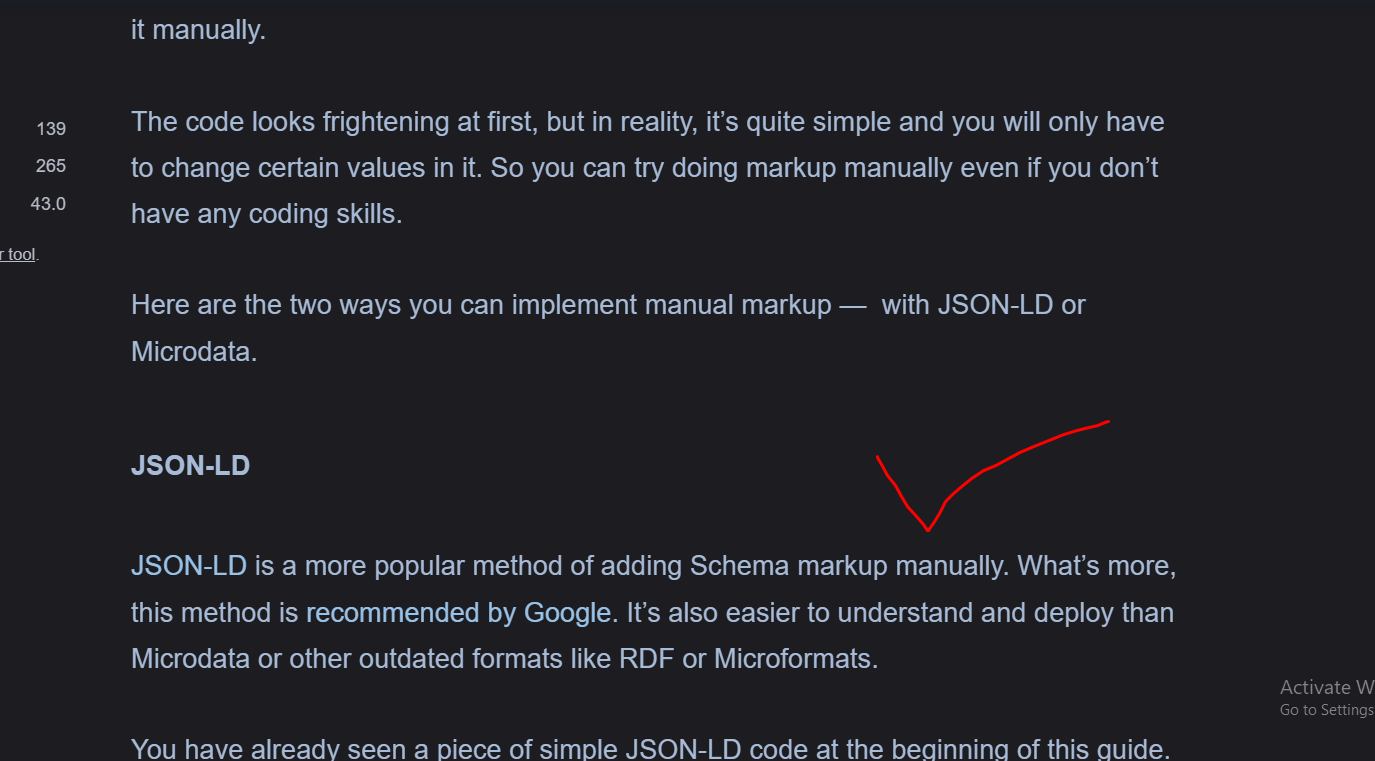 it manually.
139
265
43.0
r tool.
The code looks frightening at first, but in reality, it’s quite simple and you will only have
to change certain values in it. So you can try doing markup manually even if you don’t
have any coding skills.
Here are the two ways you can implement manual markup —  with JSON-LD or
Microdata.
JSON-LD
JSON-LD is a more popular method of adding Schema markup manually. What’s more,
this method is recommended by Google. It’s also easier to understand and deploy than
Microdata or other outdated formats like RDF or Microformats.
Activate W
Go to Settings
You have already seen a piece of simple JSON-LD code at the beginning of this guide.